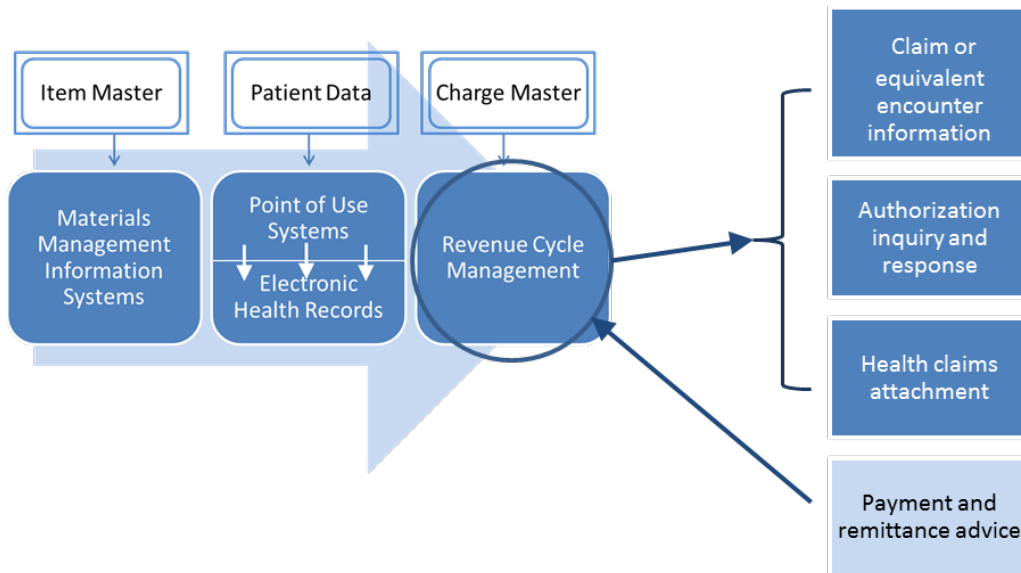 Item Master
Patient Data
Charge Master
Materials
Management
Information
Systems
Point of Use
Systems
Electronic
Health Records
Revenue Cycle
Management
Claim or
equivalent
encounter
information
Authorization
inquiry and
response
Health claims
attachment
Payment and
remittance advice